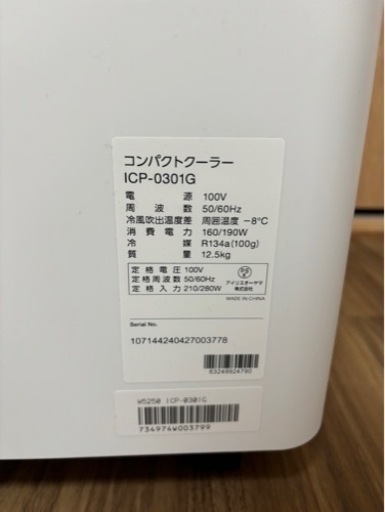 コンパクトクーラー
ICP-0301G
電源 100V
周波数 50/60Hz
冷風吹出温度差 周囲温度 -8℃
消費電力 160/190W
冷媒 R134a(100g)
質量 12.5kg
定格電圧 100V
定格周波数 50/60Hz
定格入力 210/280W
アイリスオーヤマ
株式会社
MADE IN CHINA
Serial No.
107144240427003778
63249824790
W5250 ICP-0301G
734974W003799